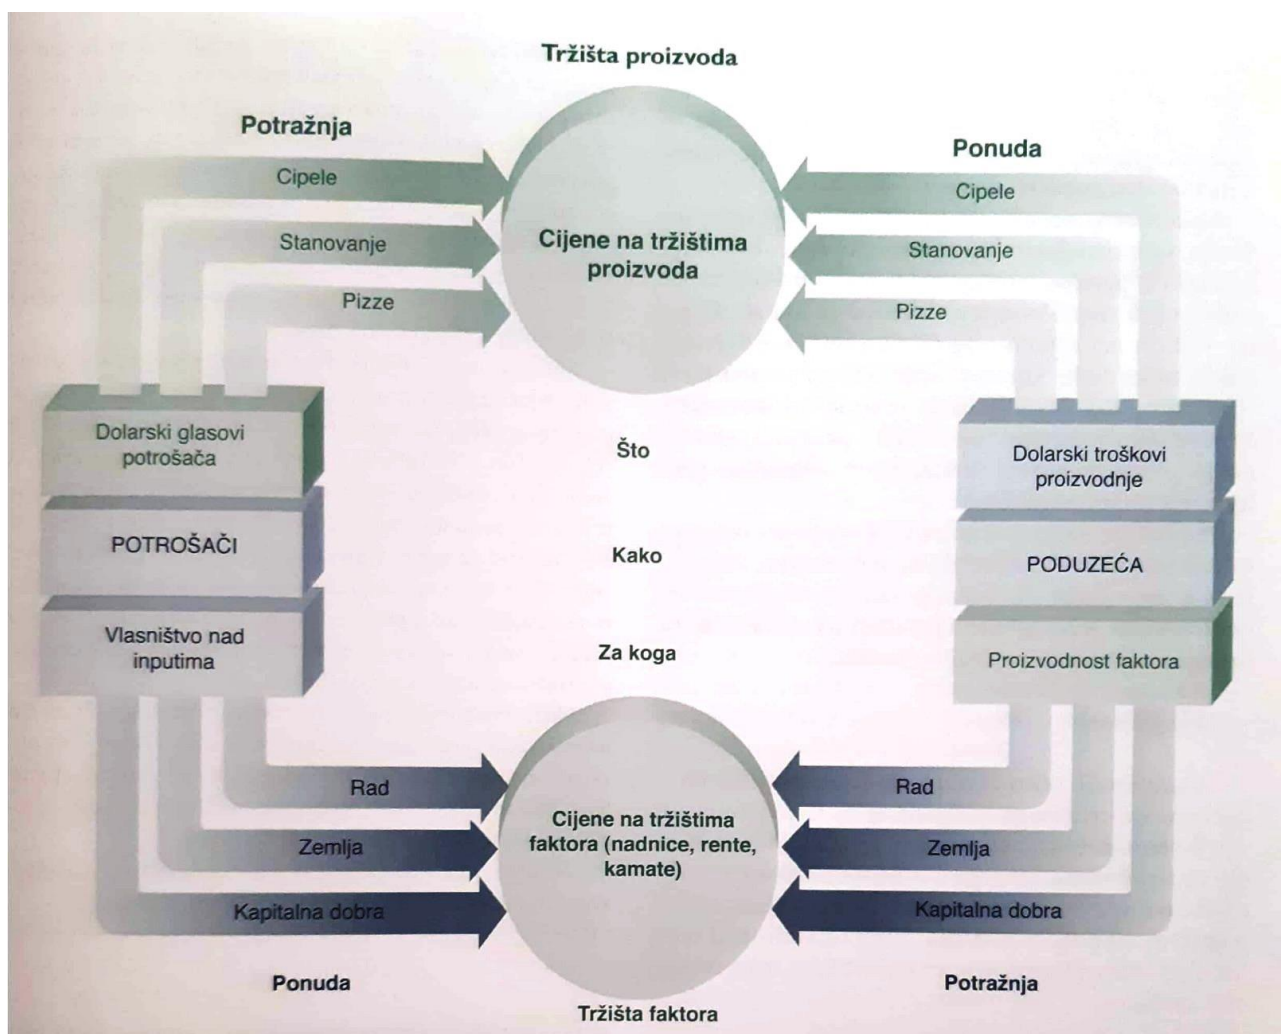 Tržišta proizvoda
Potražnja
Ponuda
Cipele
Cipele
Stanovanje
Cijene na tržištima
proizvoda
Stanovanje
Pizze
Pizze
Dolarski glasovi
potrošača
Što
Dolarski troškovi
proizvodnje
POTROŠAČI
Kako
PODUZEĆA
Vlasništvo nad
inputima
Za koga
Proizvodnost faktora
Rad
Cijene na tržištima
faktora (nadnice, rente,
kamate)
Rad
Zemlja
Zemlja
Kapitalna dobra
Kapitalna dobra
Ponuda
Potražnja
Tržišta faktora